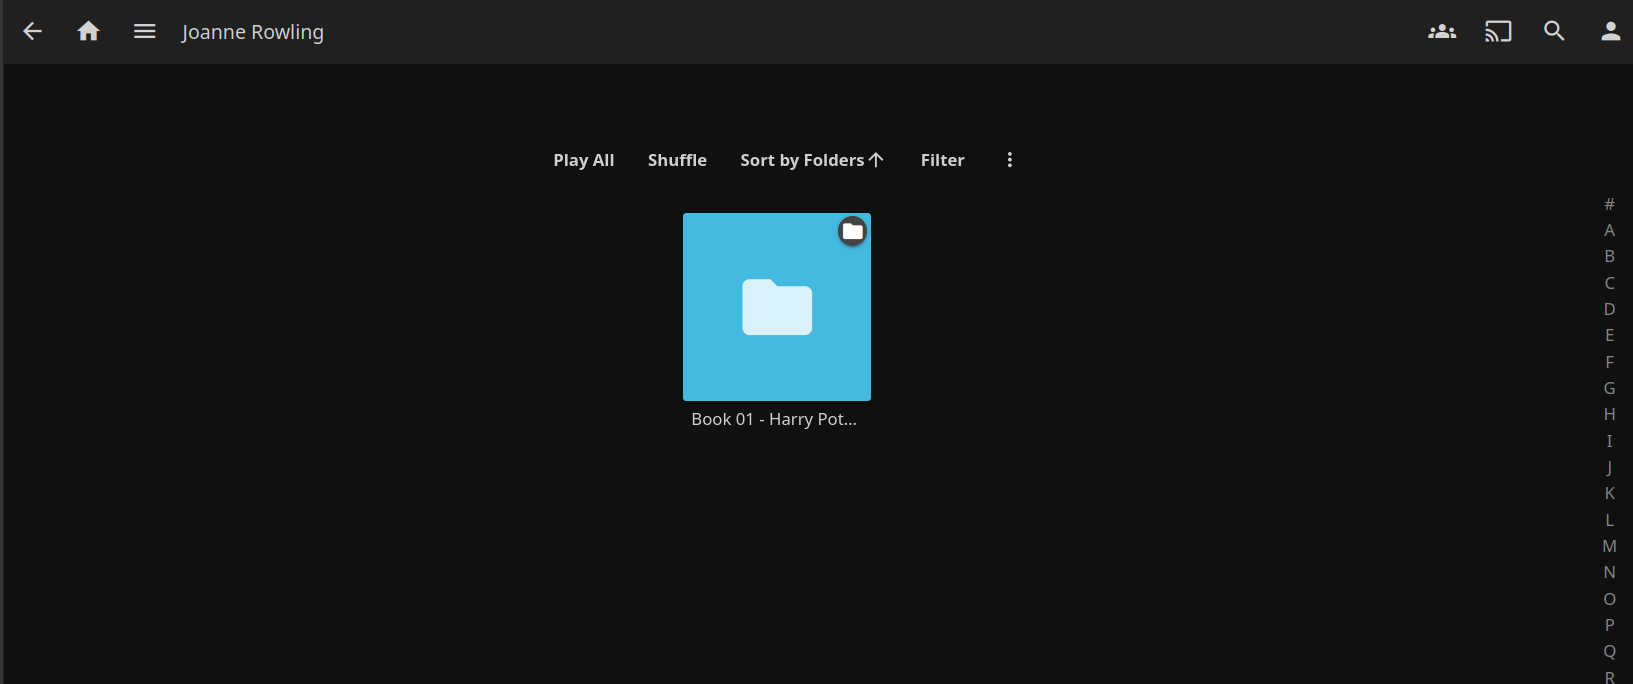 Joanne Rowling
Play All
Shuffle
Sort by Folders
Filter
Book 01 - Harry Pot...
#
A
B
C
D
E
F
G
H
I
J
K
L
M
N
O
P
Q
R